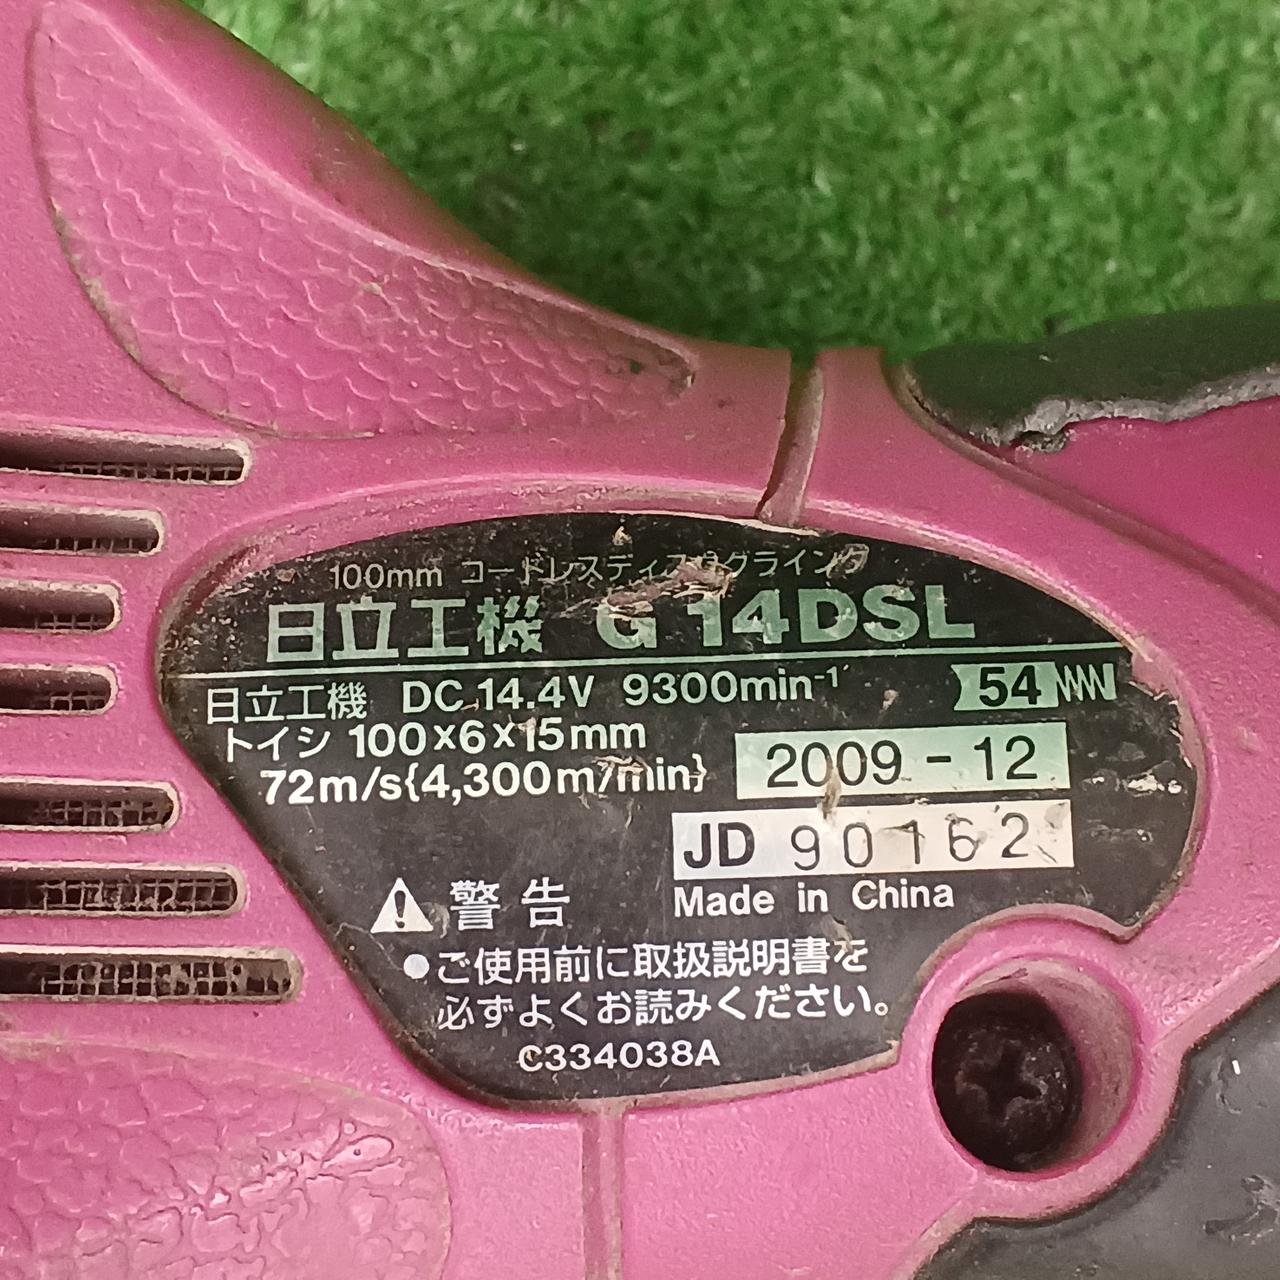 100mm コードレスディスクグラインダ
日立工機 G 14DSL
日立工機 DC 14.4V 9300min⁻¹ 54
トイシ 100×6×15mm
72m/s{4,300m/min}
2009-12
JD 90162
Made in China
警告
●ご使用前に取扱説明書を
必ずよくお読みください。
C334038A